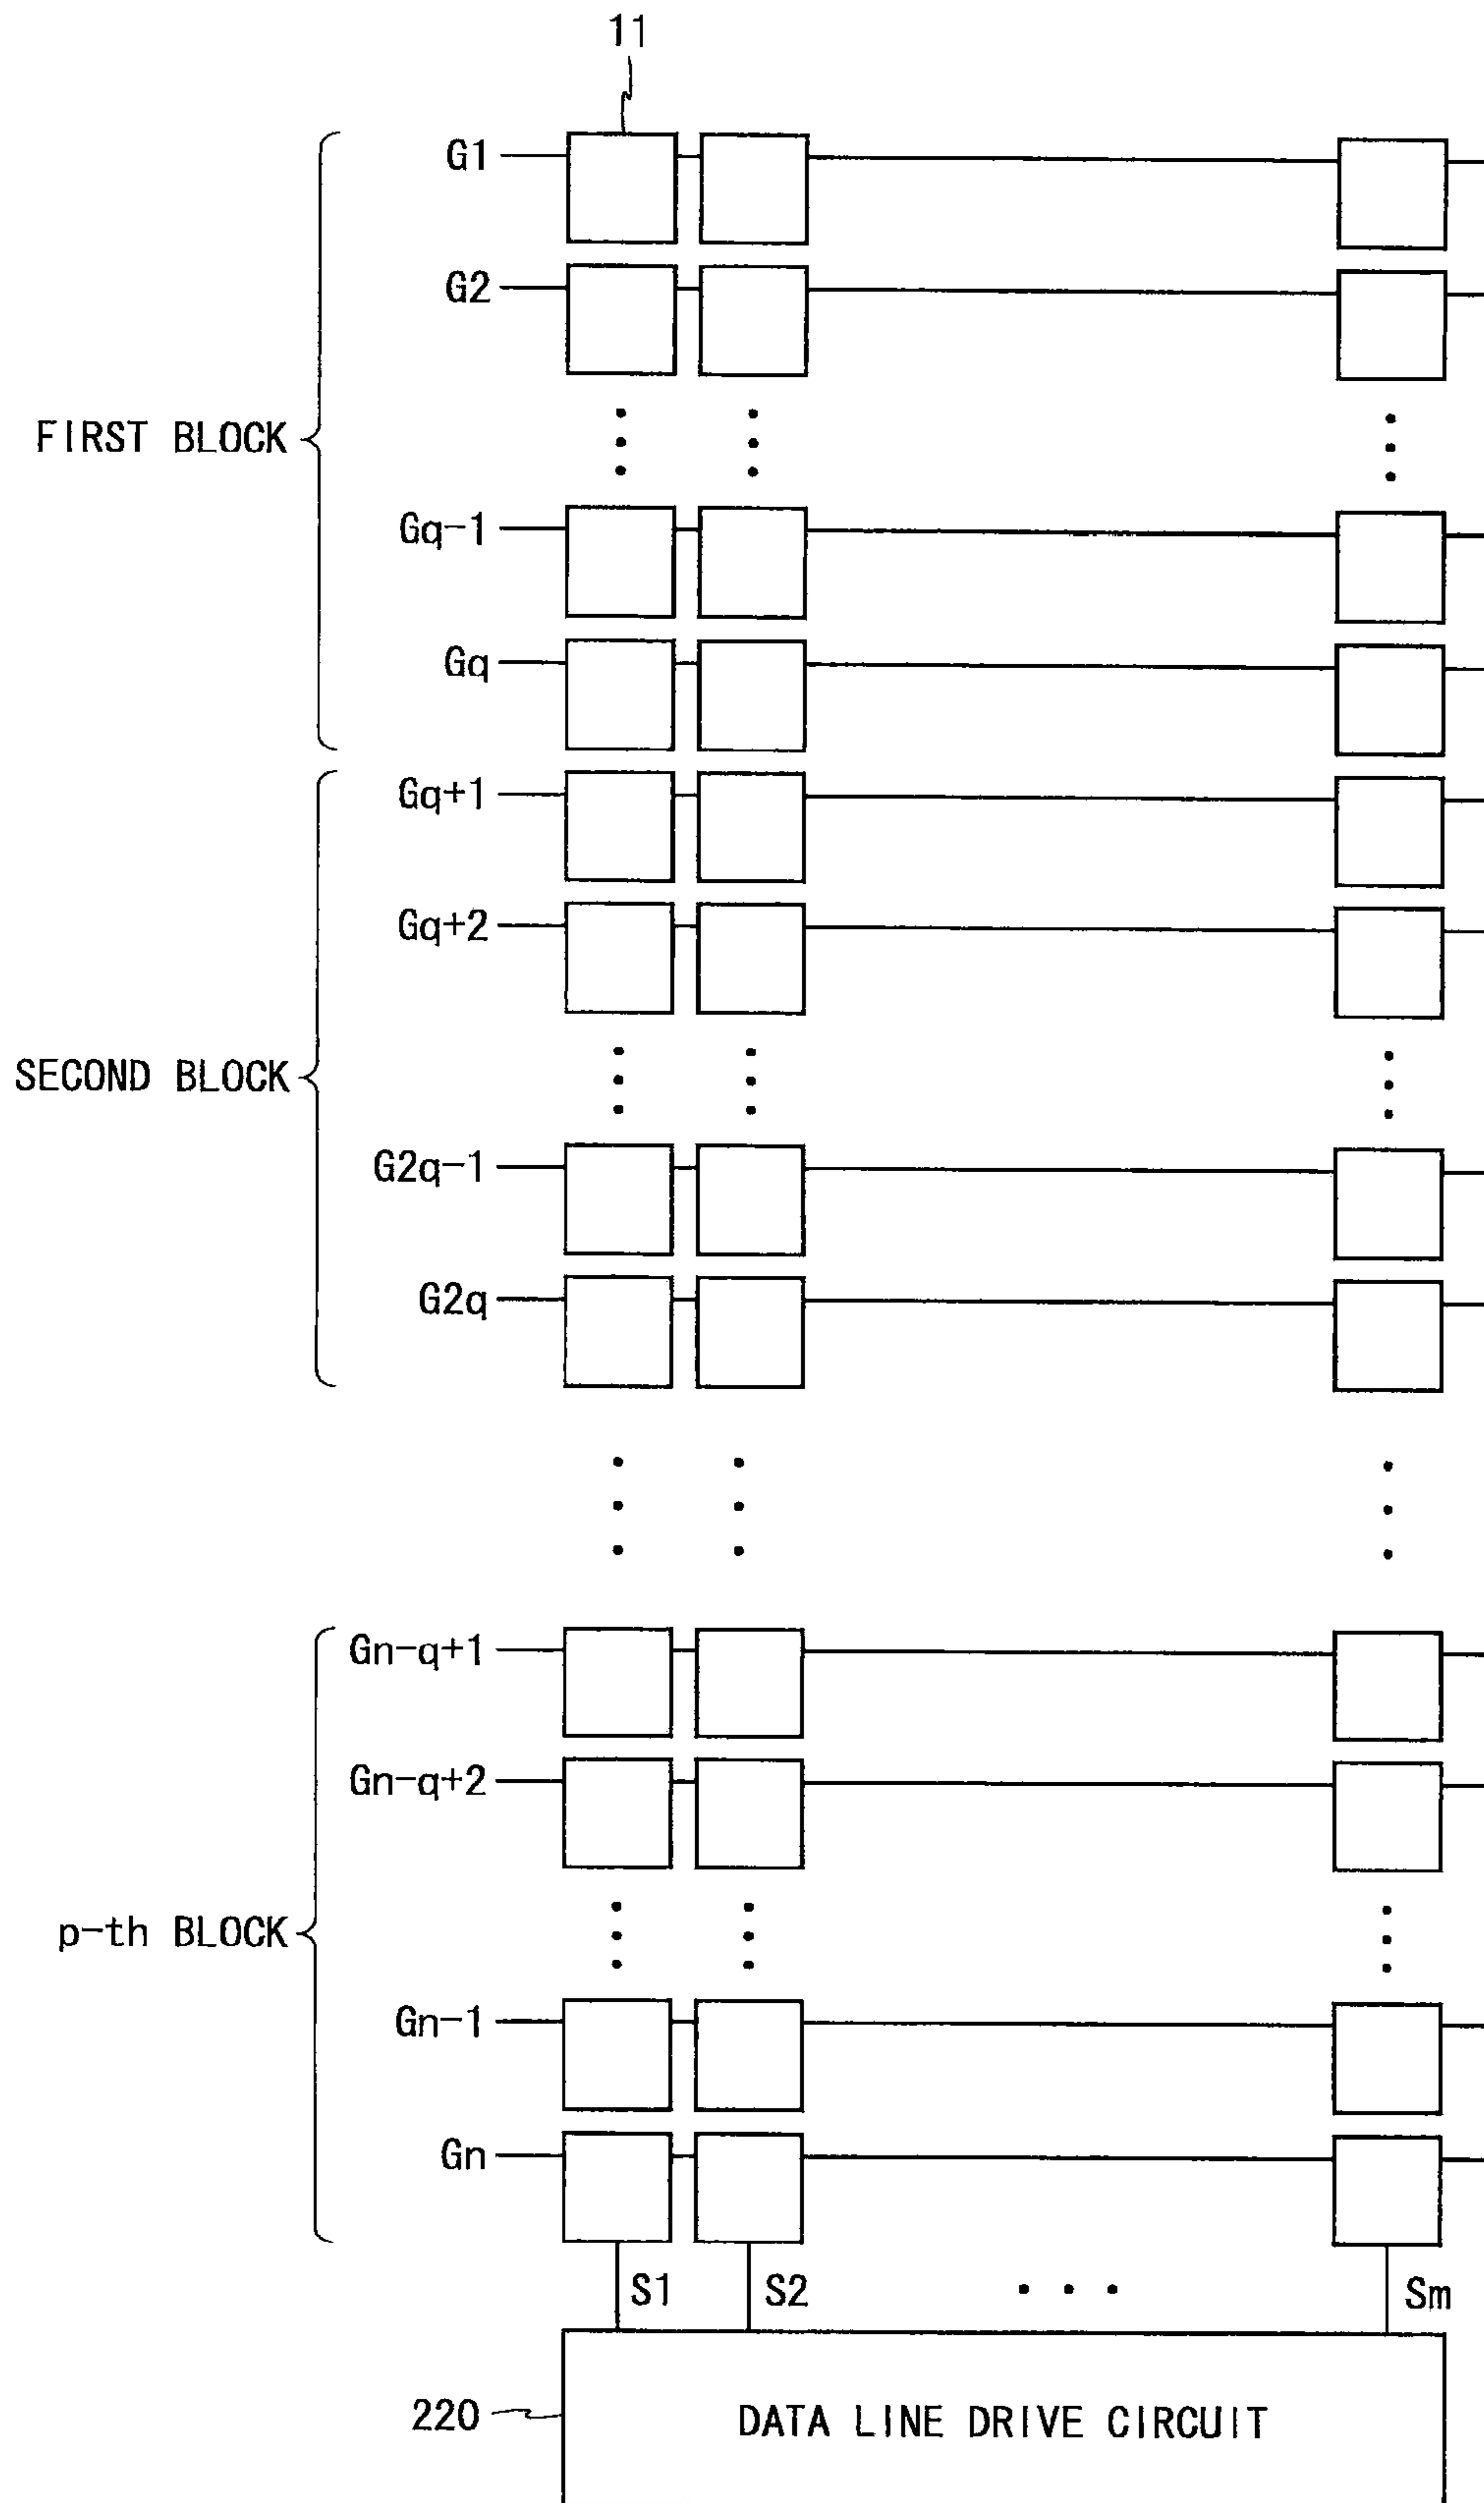 11
G1
G2
FIRST BLOCK
Gq-1
Gq
Gq+1
Gq+2
SECOND BLOCK
G2q-1
G2q
Gn-q+1
Gn-q+2
p-th BLOCK
Gn-1
Gn
S1 S2 ... Sm
220
DATA LINE DRIVE CIRCUIT